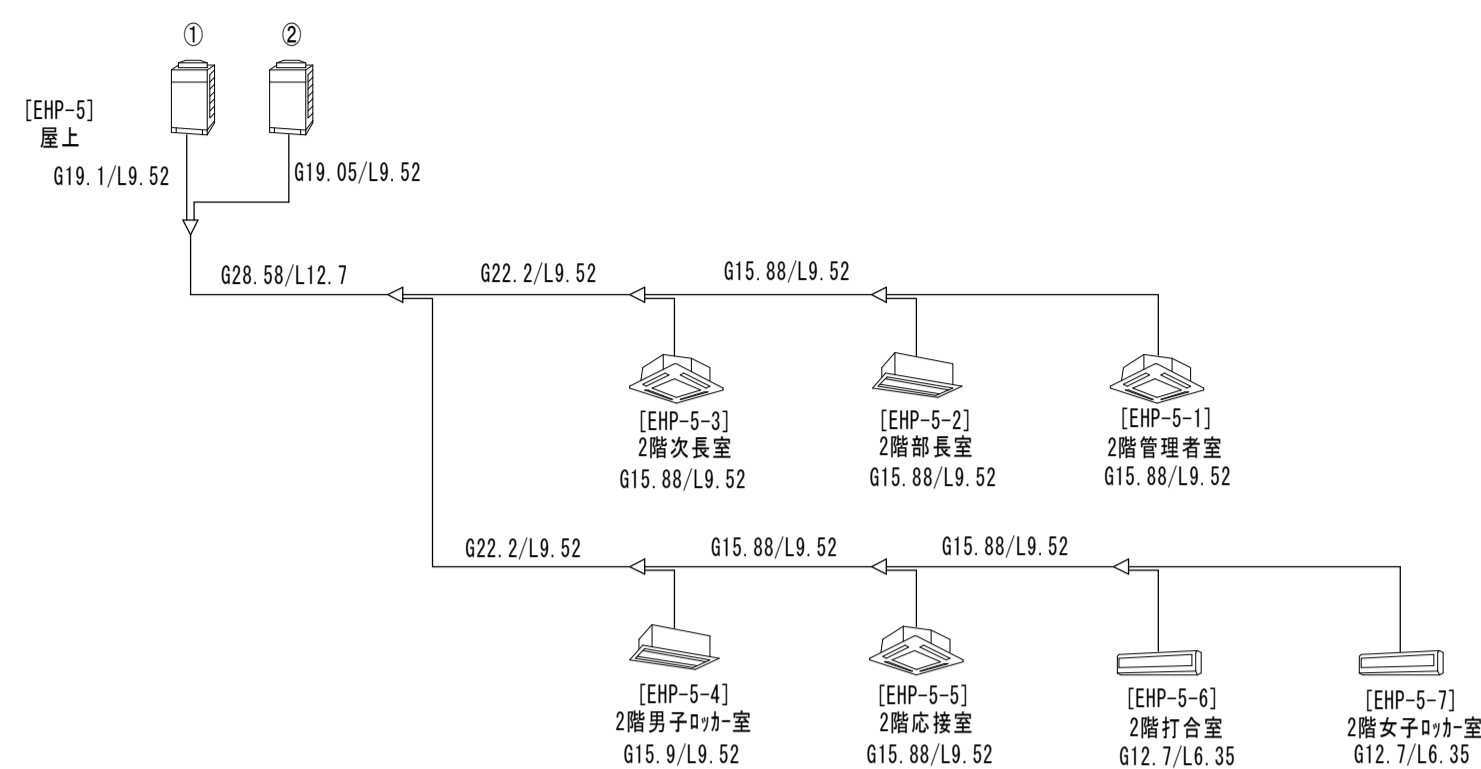 ① ②
[EHP-5]
屋上
G19.1/L9.52
G19.05/L9.52
G28.58/L12.7
G22.2/L9.52
G15.88/L9.52
[EHP-5-3]
2階次長室
G15.88/L9.52
[EHP-5-2]
2階部長室
G15.88/L9.52
[EHP-5-1]
2階管理者室
G15.88/L9.52
G22.2/L9.52
G15.88/L9.52
G15.88/L9.52
[EHP-5-4]
2階男子ﾛｯｶｰ室
G15.9/L9.52
[EHP-5-5]
2階応接室
G15.88/L9.52
[EHP-5-6]
2階打合室
G12.7/L6.35
[EHP-5-7]
2階女子ﾛｯｶｰ室
G12.7/L6.35